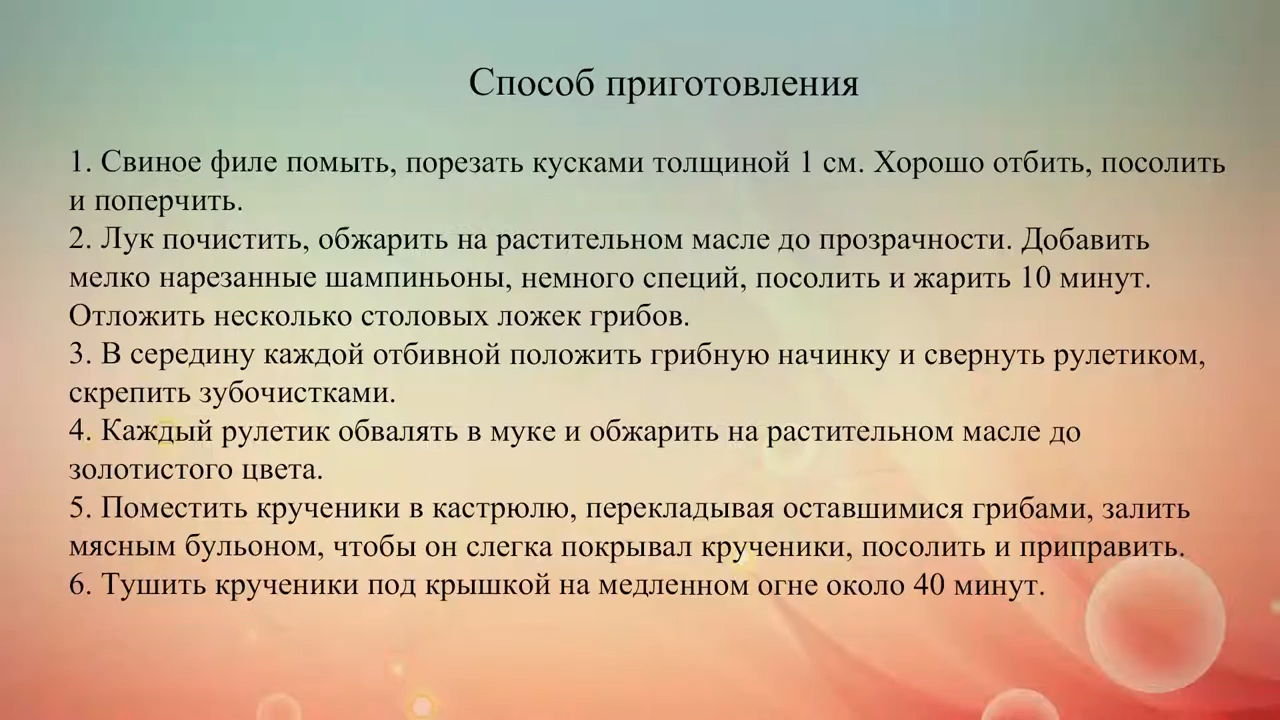 Способ приготовления
1. Свиное филе помыть, порезать кусками толщиной 1 см. Хорошо отбить, посолить
и поперчить.
2. Лук почистить, обжарить на растительном масле до прозрачности. Добавить
мелко нарезанные шампиньоны, немного специй, посолить и жарить 10 минут.
Отложить несколько столовых ложек грибов.
3. В середину каждой отбивной положить грибную начинку и свернуть рулетиком,
скрепить зубочистками.
4. Каждый рулетик обвалять в муке и обжарить на растительном масле до
золотистого цвета.
5. Поместить крученики в кастрюлю, перекладывая оставшимися грибами, залить
мясным бульоном, чтобы он слегка покрывал крученики, посолить и приправить.
6. Тушить крученики под крышкой на медленном огне около 40 минут.